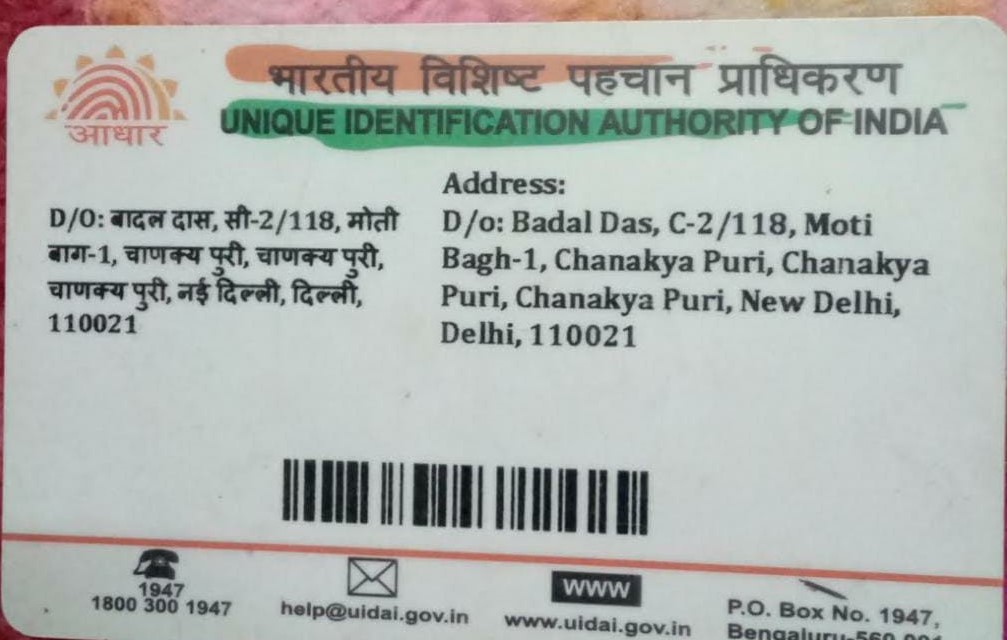 भारतीय विशिष्ट पहचान प्राधिकरण
UNIQUE IDENTIFICATION AUTHORITY OF INDIA
आधार
D/O: बादल दास, सी-2/118, मोती
बाग-1, चाणक्य पुरी, चाणक्य पुरी,
चाणक्य पुरी, नई दिल्ली, दिल्ली,
110021
Address:
D/o: Badal Das, C-2/118, Moti
Bagh-1, Chanakya Puri, Chanakya
Puri, Chanakya Puri, New Delhi,
Delhi, 110021
1947
1800 300 1947
help@uidai.gov.in
WWW
www.uidai.gov.in
P.O. Box No. 1947,
Bengaluru-560